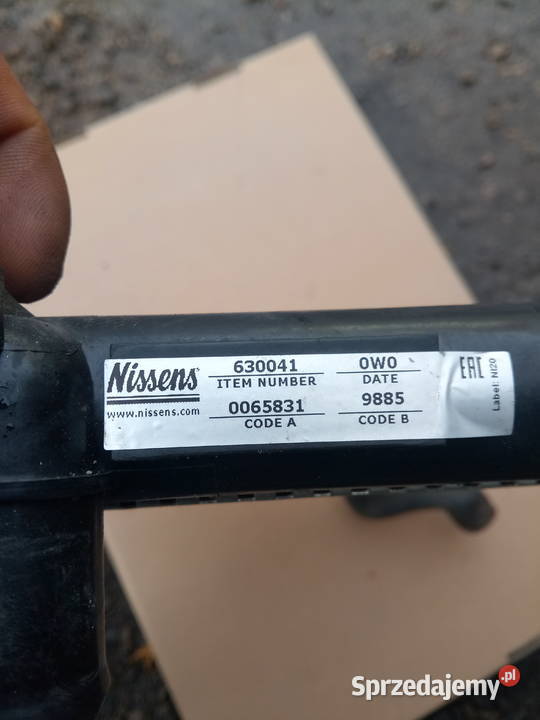 Nissens
www.nissens.com
630041
ITEM NUMBER
0W0
DATE
0065831
CODE A
9885
CODE B
EAC
Label: NI20
Sprzedajemy.pl